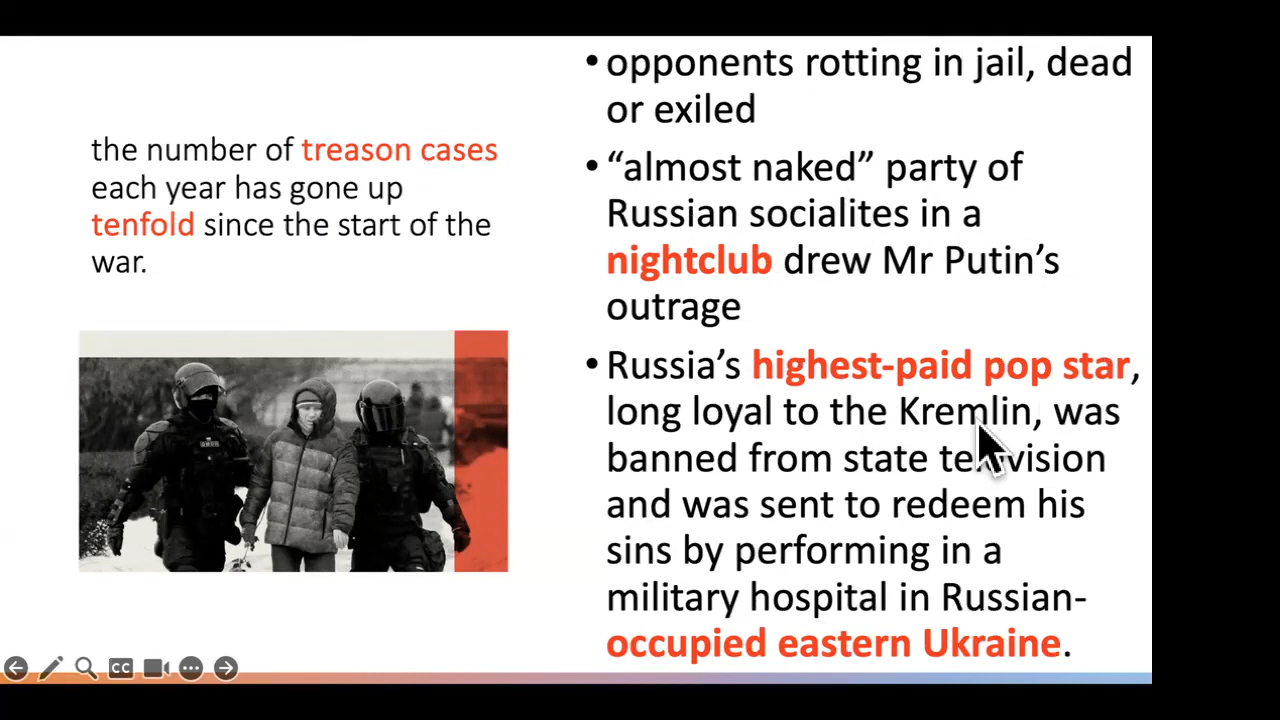 the number of treason cases
each year has gone up
tenfold since the start of the
war.
• opponents rotting in jail, dead
or exiled
• “almost naked” party of
Russian socialites in a
nightclub drew Mr Putin’s
outrage
• Russia’s highest-paid pop star,
long loyal to the Kremlin, was
banned from state television
and was sent to redeem his
sins by performing in a
military hospital in Russian-
occupied eastern Ukraine.
CC